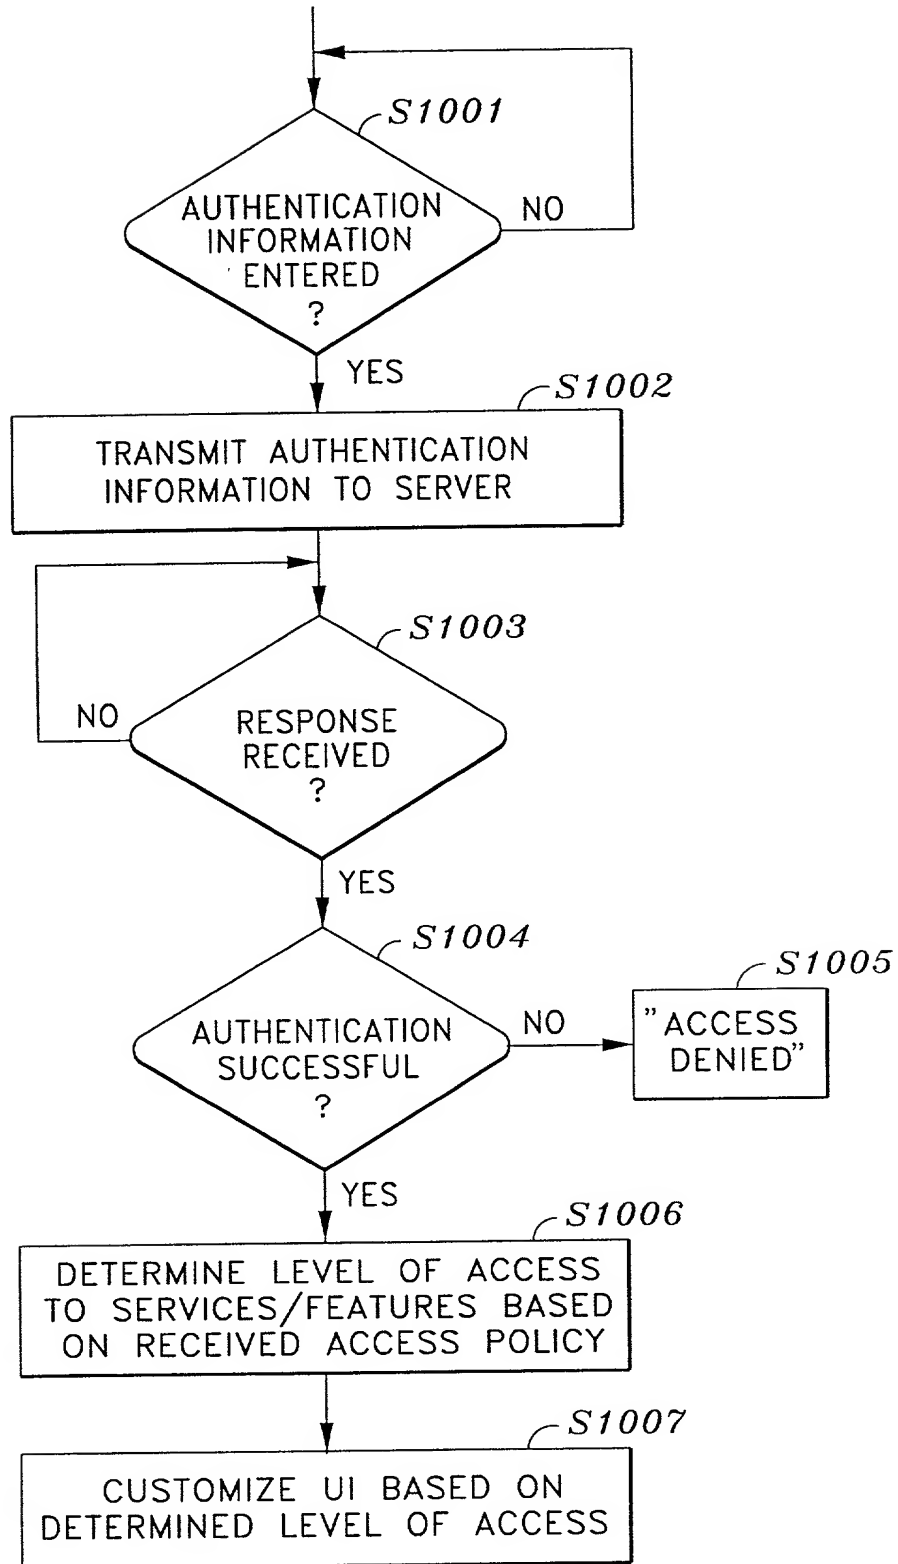 S1001
AUTHENTICATION
INFORMATION
ENTERED
?
NO
YES
S1002
TRANSMIT AUTHENTICATION
INFORMATION TO SERVER
S1003
RESPONSE
RECEIVED
?
NO
YES
S1004
AUTHENTICATION
SUCCESSFUL
?
NO
S1005
"ACCESS
DENIED"
YES
S1006
DETERMINE LEVEL OF ACCESS
TO SERVICES/FEATURES BASED
ON RECEIVED ACCESS POLICY
S1007
CUSTOMIZE UI BASED ON
DETERMINED LEVEL OF ACCESS